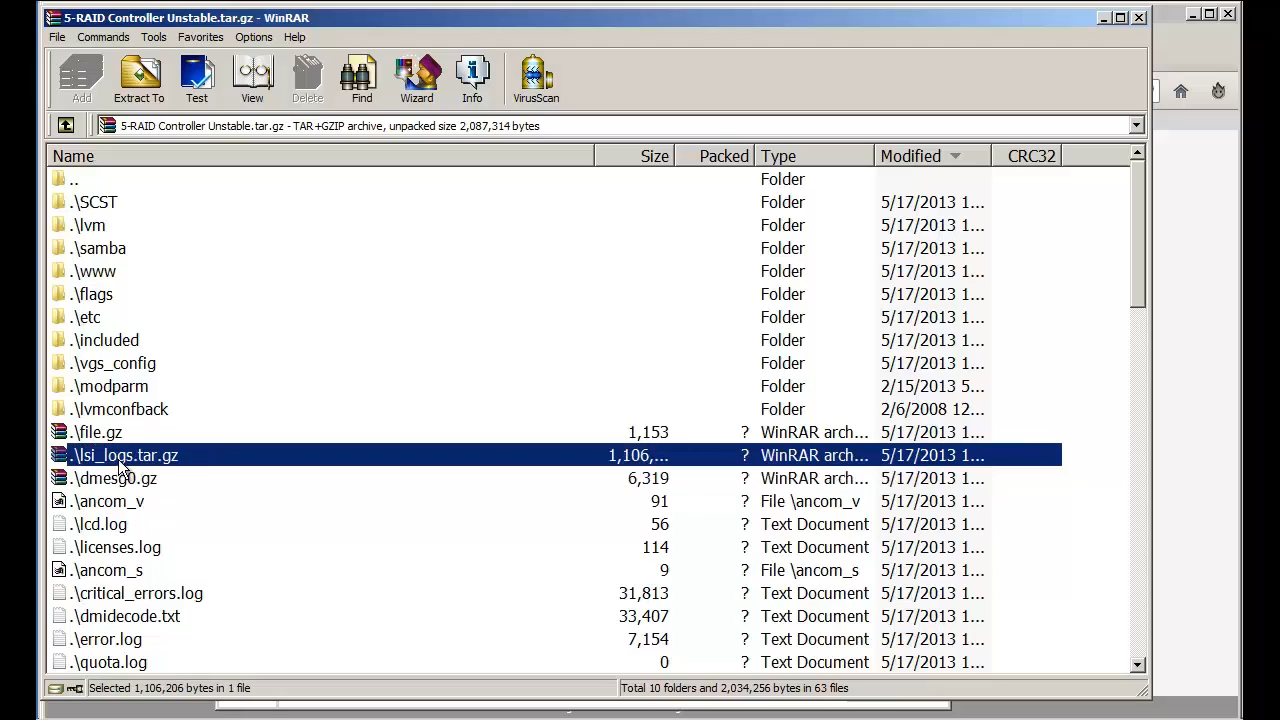 5-RAID Controller Unstable.tar.gz - WinRAR
File Commands Tools Favorites Options Help
Add Extract To Test View Delete Find Wizard Info VirusScan
5-RAID Controller Unstable.tar.gz - TAR+GZIP archive, unpacked size 2,087,314 bytes
Name Size Packed Type Modified CRC32
.. Folder
.\SCST Folder 5/17/2013 1...
.\lvm Folder 5/17/2013 1...
.\samba Folder 5/17/2013 1...
.\www Folder 5/17/2013 1...
.\flags Folder 5/17/2013 1...
.\etc Folder 5/17/2013 1...
.\included Folder 5/17/2013 1...
.\vgs_config Folder 5/17/2013 1...
.\modparm Folder 2/15/2013 5...
.\lvmconfback Folder 2/6/2008 12...
.\file.gz 1,153 ? WinRAR arch... 5/17/2013 1...
.\lsi_logs.tar.gz 1,106,... ? WinRAR arch... 5/17/2013 1...
.\dmesg0.gz 6,319 ? WinRAR arch... 5/17/2013 1...
.\ancom_v 91 ? File \ancom_v 5/17/2013 1...
.\lcd.log 56 ? Text Document 5/17/2013 1...
.\licenses.log 114 ? Text Document 5/17/2013 1...
.\ancom_s 9 ? File \ancom_s 5/17/2013 1...
.\critical_errors.log 31,813 ? Text Document 5/17/2013 1...
.\dmidecode.txt 33,407 ? Text Document 5/17/2013 1...
.\error.log 7,154 ? Text Document 5/17/2013 1...
.\quota.log 0 ? Text Document 5/17/2013 1...
Selected 1,106,206 bytes in 1 file Total 10 folders and 2,034,256 bytes in 63 files